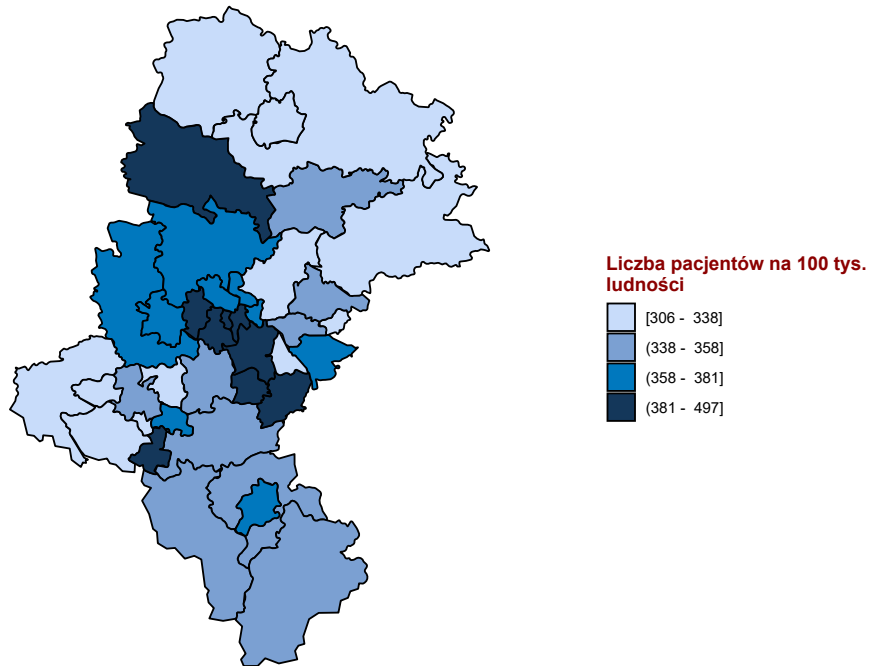 Liczba pacjentów na 100 tys.
ludności
[306 - 338]
(338 - 358]
(358 - 381]
(381 - 497]